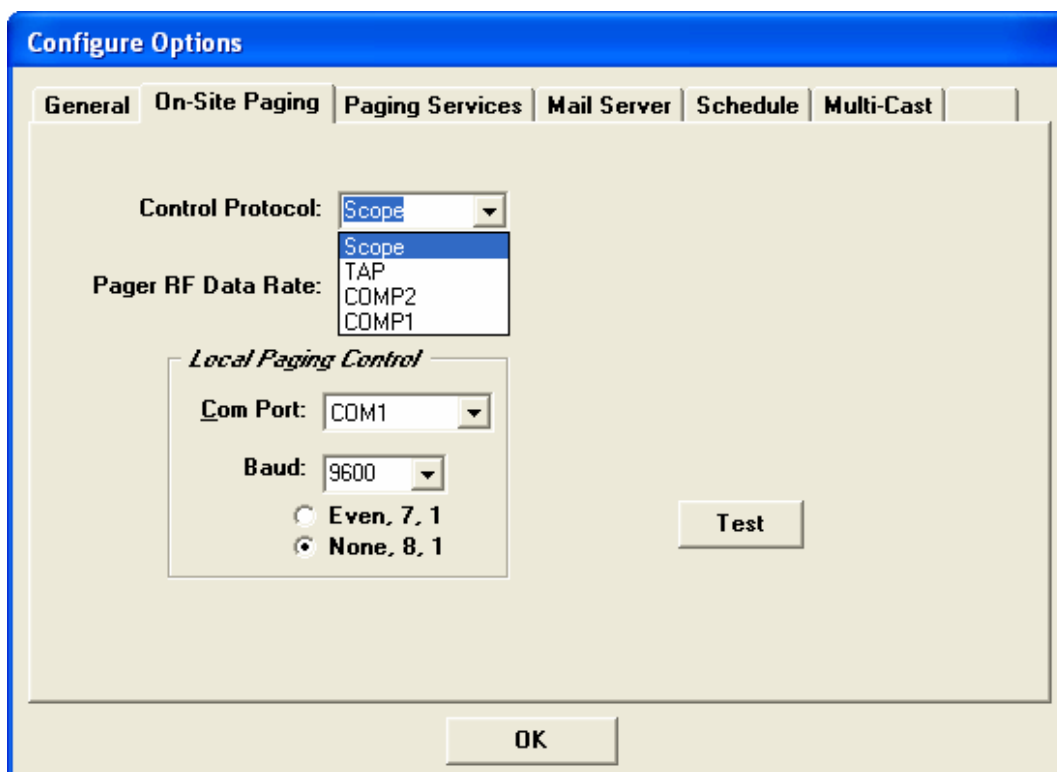 Configure Options
General On-Site Paging Paging Services Mail Server Schedule Multi-Cast
Control Protocol: Scope
Scope
TAP
Pager RF Data Rate:
COMP2
COMP1
Local Paging Control
Com Port: COM1
Baud: 9600
Even, 7, 1
None, 8, 1
Test
OK